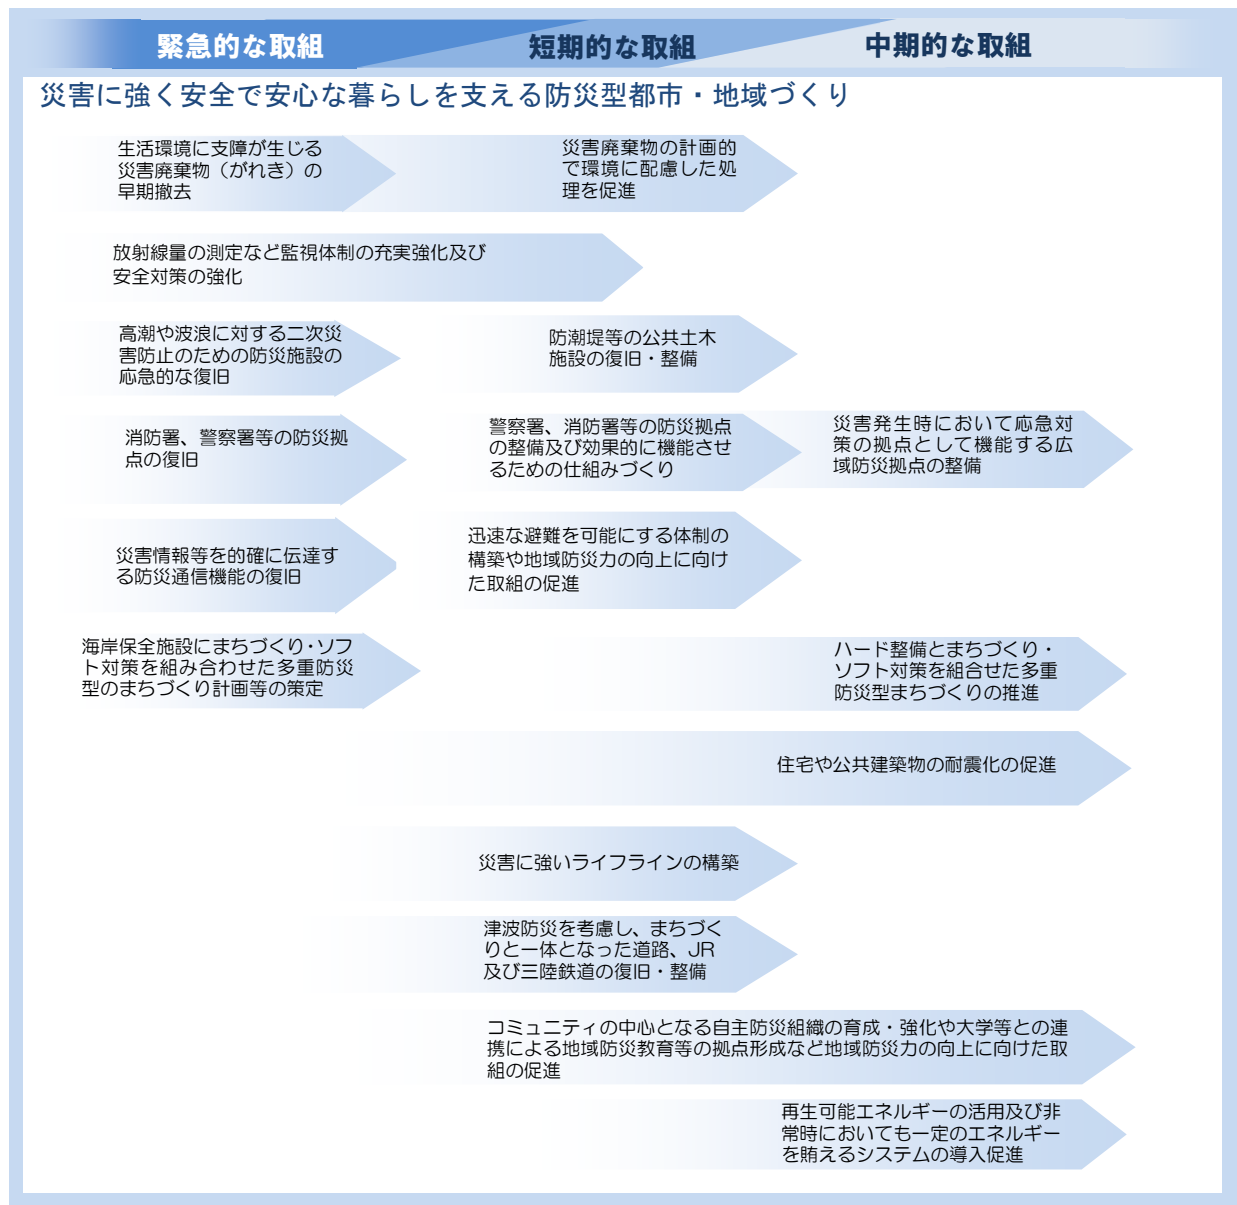 緊急的な取組
短期的な取組
中期的な取組
災害に強く安全で安心な暮らしを支える防災型都市・地域づくり
生活環境に支障が生じる
災害廃棄物（がれき）の
早期撤去
災害廃棄物の計画的
で環境に配慮した処
理を促進
放射線量の測定など監視体制の充実強化及び
安全対策の強化
高潮や波浪に対する二次災
害防止のための防災施設の
応急的な復旧
防潮堤等の公共土木
施設の復旧・整備
消防署、警察署等の防災拠
点の復旧
警察署、消防署等の防災拠点
の整備及び効果的に機能させ
るための仕組みづくり
災害発生時において応急対
策の拠点として機能する広
域防災拠点の整備
災害情報等を的確に伝達す
る防災通信機能の復旧
迅速な避難を可能にする体制の
構築や地域防災力の向上に向け
た取組の促進
海岸保全施設にまちづくり・ソフ
ト対策を組み合わせた多重防災
型のまちづくり計画等の策定
ハード整備とまちづくり・
ソフト対策を組合せた多重
防災型まちづくりの推進
住宅や公共建築物の耐震化の促進
災害に強いライフラインの構築
津波防災を考慮し、まちづく
りと一体となった道路、JR
及び三陸鉄道の復旧・整備
コミュニティの中心となる自主防災組織の育成・強化や大学等との連
携による地域防災教育等の拠点形成など地域防災力の向上に向けた取
組の促進
再生可能エネルギーの活用及び非
常時においても一定のエネルギー
を賄えるシステムの導入促進